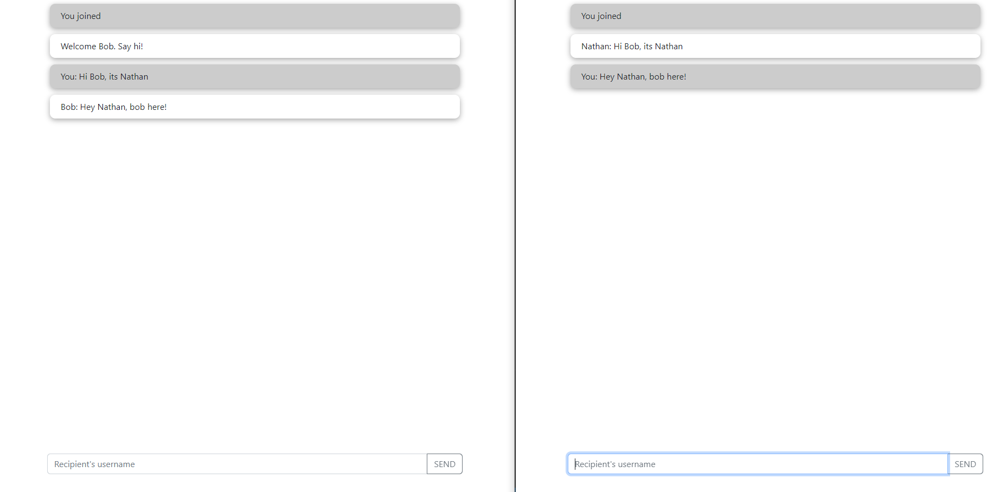 You joined
Welcome Bob. Say hi!
You: Hi Bob, its Nathan
Bob: Hey Nathan, bob here!
Recipient's username
SEND
You joined
Nathan: Hi Bob, its Nathan
You: Hey Nathan, bob here!
Recipient's username
SEND